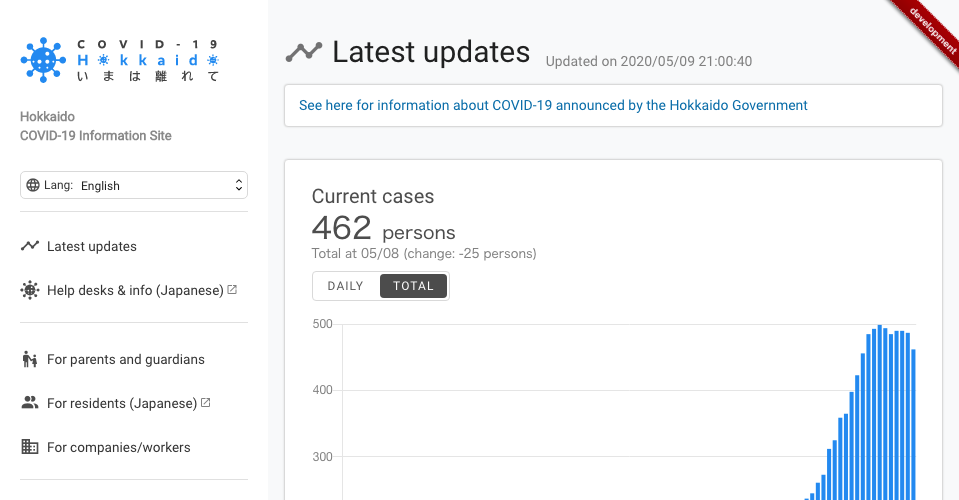 COVID-19
Hokkaido
いまは離れて
Hokkaido
COVID-19 Information Site
Lang: English
Latest updates
Help desks & info (Japanese)
For parents and guardians
For residents (Japanese)
For companies/workers
development
Latest updates Updated on 2020/05/09 21:00:40
See here for information about COVID-19 announced by the Hokkaido Government
Current cases
462 persons
Total at 05/08 (change: -25 persons)
DAILY TOTAL
500
400
300